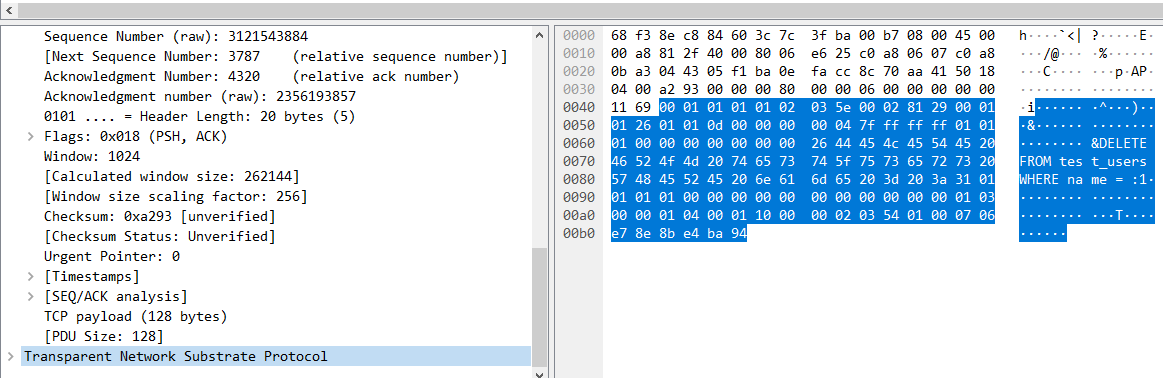 Sequence Number (raw): 3121543884
[Next Sequence Number: 3787    (relative sequence number)]
Acknowledgment Number: 4320    (relative ack number)
Acknowledgment number (raw): 2356193857
0101 .... = Header Length: 20 bytes (5)
Flags: 0x018 (PSH, ACK)
Window: 1024
[Calculated window size: 262144]
[Window size scaling factor: 256]
Checksum: 0xa293 [unverified]
[Checksum Status: Unverified]
Urgent Pointer: 0
[Timestamps]
[SEQ/ACK analysis]
TCP payload (128 bytes)
[PDU Size: 128]
Transparent Network Substrate Protocol
0000  68 f3 8e c8 84 60 3c 7c  3f ba 00 b7 08 00 45 00  h····`<| ?·····E·
0010  00 a8 81 2f 40 00 80 06  e6 25 c0 a8 06 07 c0 a8  ···/@··· ·%······
0020  0b a3 04 43 05 f1 ba 0e  fa cc 8c 70 aa 41 50 18  ···C···· ···p·AP·
0030  04 00 a2 93 00 00 00 80  00 00 06 00 00 00 00 00  ········ ········
0040  11 69 00 01 01 01 01 02  03 5e 00 02 81 29 00 01  ·i······ ·^···)··
0050  01 26 01 01 0d 00 00 00  00 04 7f ff ff ff 01 01  ·&······ ········
0060  01 00 00 00 00 00 00 00  26 44 45 4c 45 54 45 20  ········ &DELETE
0070  46 52 4f 4d 20 74 65 73  74 5f 75 73 65 72 73 20  FROM tes t_users
0080  57 48 45 52 45 20 6e 61  6d 65 20 3d 20 3a 31 01  WHERE na me = :1·
0090  01 01 01 00 00 00 00 00  00 00 00 00 00 00 01 03  ········ ········
00a0  00 00 01 04 00 01 10 00  00 02 03 54 01 00 07 06  ········ ···T····
00b0  e7 8e 8b e4 ba 94  ······